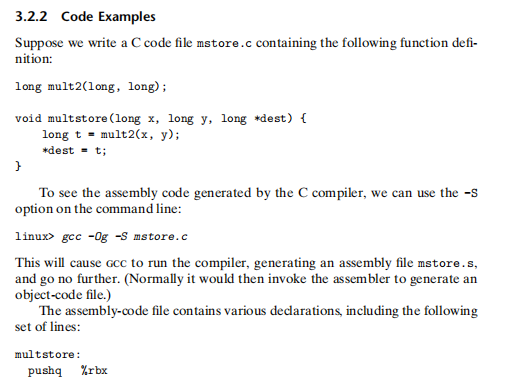 3.2.2 Code Examples
Suppose we write a C code file mstore.c containing the following function defi-
nition:
long mult2(long, long);
void multstore(long x, long y, long *dest) {
    long t = mult2(x, y);
    *dest = t;
}
To see the assembly code generated by the C compiler, we can use the -S
option on the command line:
linux> gcc -Og -S mstore.c
This will cause GCC to run the compiler, generating an assembly file mstore.s,
and go no further. (Normally it would then invoke the assembler to generate an
object-code file.)
The assembly-code file contains various declarations, including the following
set of lines:
multstore:
  pushq   %rbx